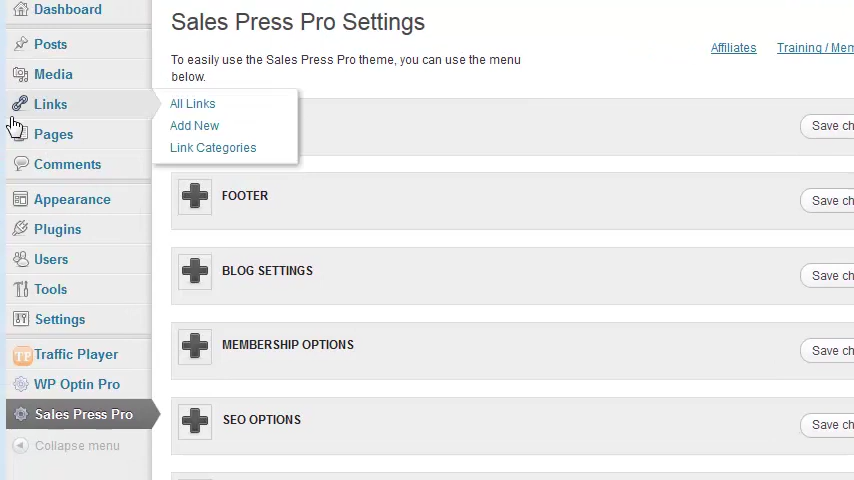 Dashboard
Posts
Media
Links
Pages
Comments
Appearance
Plugins
Users
Tools
Settings
TP
Traffic Player
WP Optin Pro
Sales Press Pro
Collapse menu
All Links
Add New
Link Categories
Sales Press Pro Settings
To easily use the Sales Press Pro theme, you can use the menu
below.
Affiliates
Training / Mem
Save ch
FOOTER
Save ch
BLOG SETTINGS
Save ch
MEMBERSHIP OPTIONS
Save ch
SEO OPTIONS
Save ch